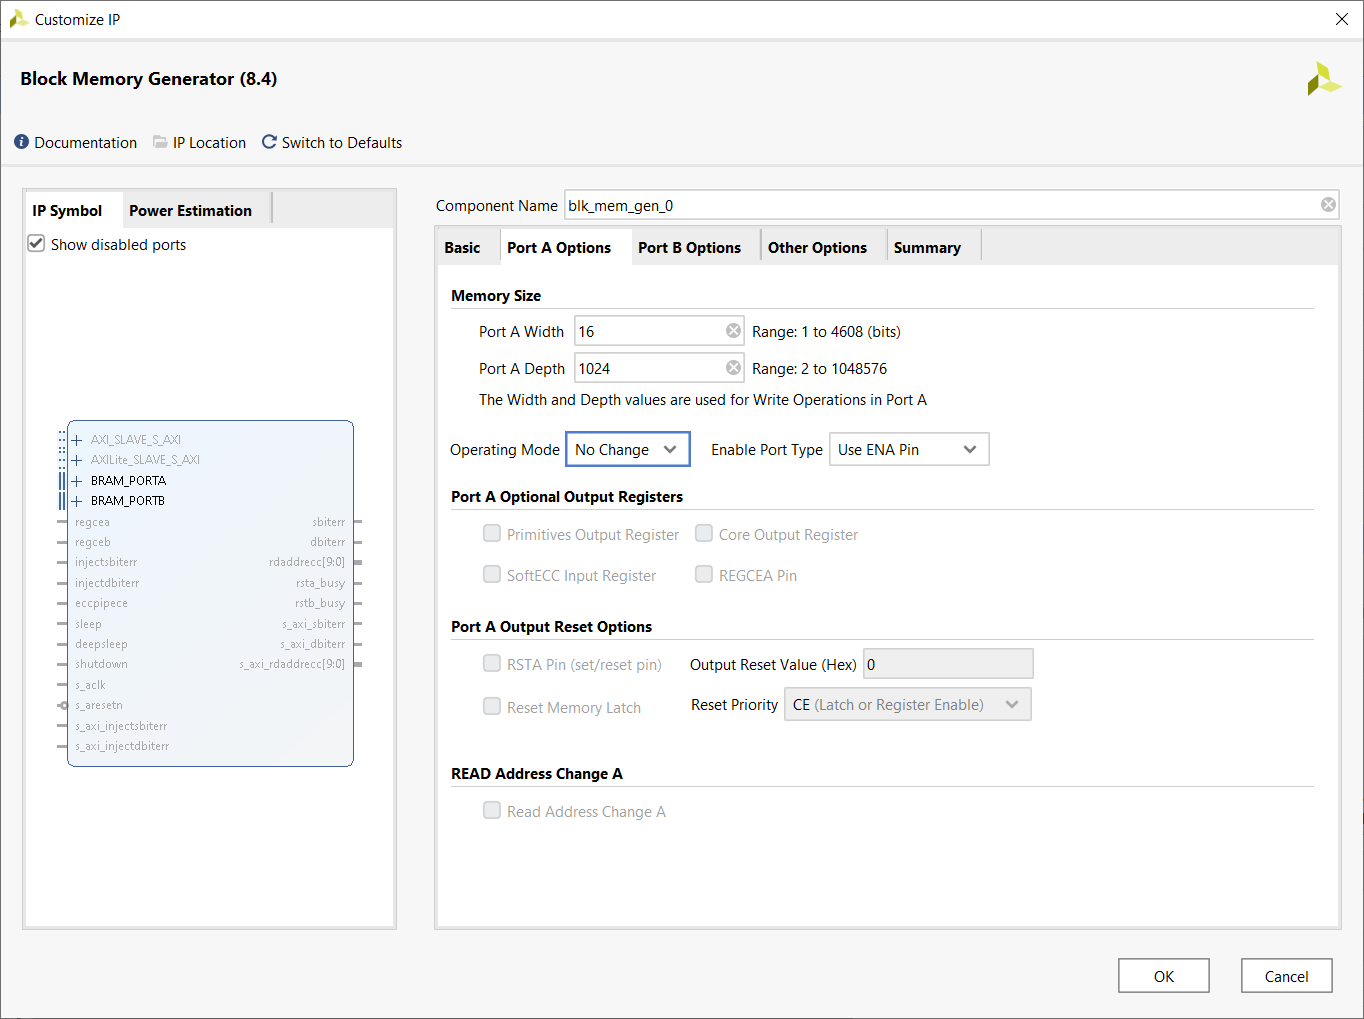 Customize IP
Block Memory Generator (8.4)
Documentation IP Location Switch to Defaults
IP Symbol Power Estimation
Show disabled ports
AXI_SLAVE_S_AXI
AXILite_SLAVE_S_AXI
BRAM_PORTA
BRAM_PORTB
regcea sbiterr
regceb dbiterr
injectsbiterr rdaddrecc[9:0]
injectdbiterr rsta_busy
eccpipece rstb_busy
sleep s_axi_sbiterr
deepsleep s_axi_dbiterr
shutdown s_axi_rdaddrecc[9:0]
s_aclk
s_aresetn
s_axi_injectsbiterr
s_axi_injectdbiterr
Component Name blk_mem_gen_0
Basic Port A Options Port B Options Other Options Summary
Memory Size
Port A Width 16 Range: 1 to 4608 (bits)
Port A Depth 1024 Range: 2 to 1048576
The Width and Depth values are used for Write Operations in Port A
Operating Mode No Change Enable Port Type Use ENA Pin
Port A Optional Output Registers
Primitives Output Register Core Output Register
SoftECC Input Register REGCEA Pin
Port A Output Reset Options
RSTA Pin (set/reset pin) Output Reset Value (Hex) 0
Reset Memory Latch Reset Priority CE (Latch or Register Enable)
READ Address Change A
Read Address Change A
OK Cancel